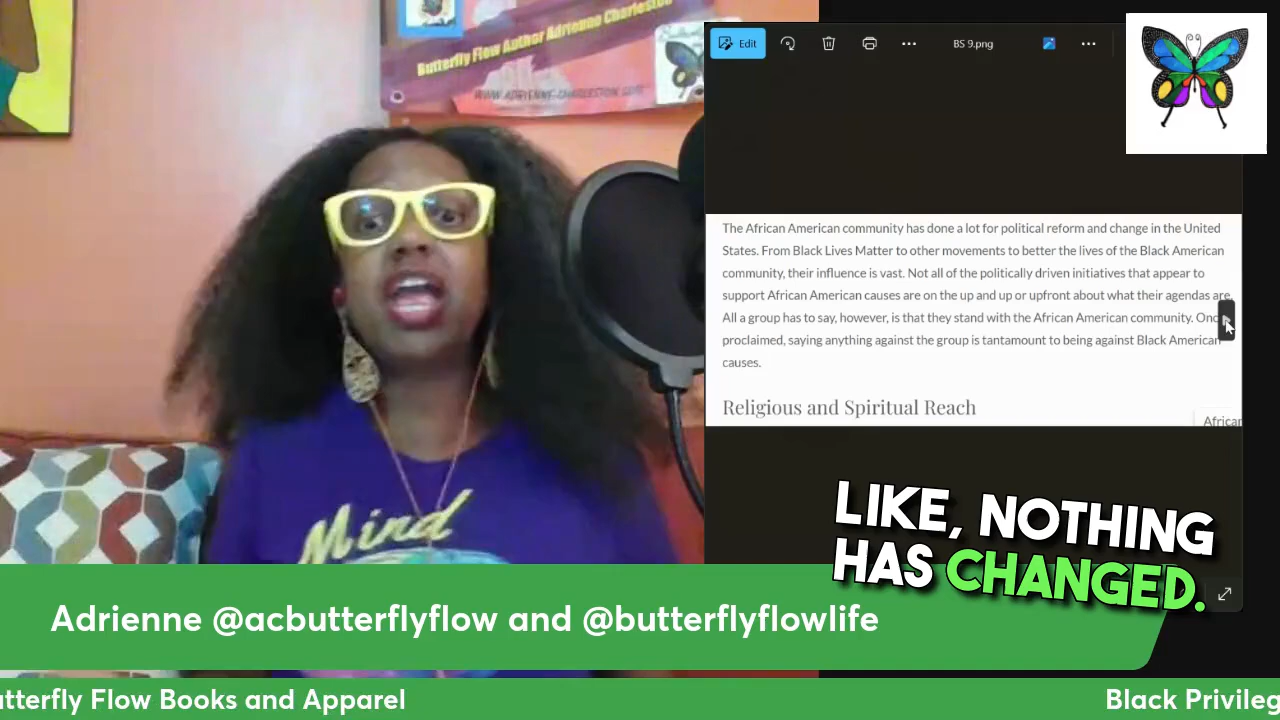 Butterfly Flow Author Adrienne Charleston
WWW.ADRIENNE-CHARLESTON.COM
Edit
BS 9.png
The African American community has done a lot for political reform and change in the United
States. From Black Lives Matter to other movements to better the lives of the Black American
community, their influence is vast. Not all of the politically driven initiatives that appear to
support African American causes are on the up and up or upfront about what their agendas are.
All a group has to say, however, is that they stand with the African American community. Onc
proclaimed, saying anything against the group is tantamount to being against Black American
causes.
Religious and Spiritual Reach
African
Mind
LIKE, NOTHING
HAS CHANGED.
Adrienne @acbutterflyflow and @butterflyflowlife
utterfly Flow Books and Apparel
Black Privileg